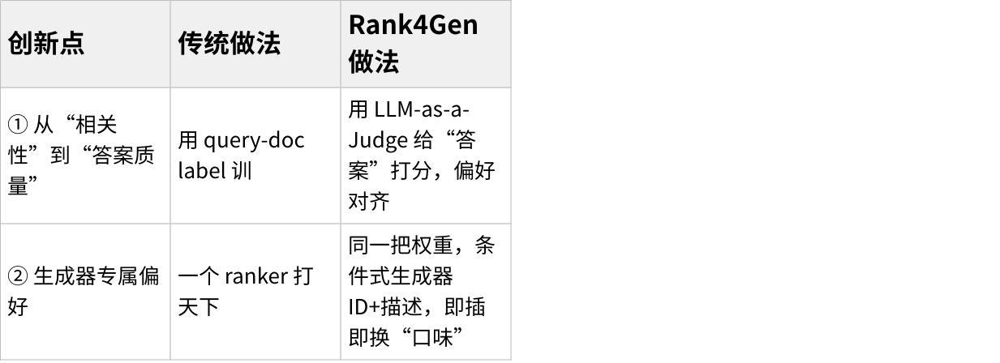 创新点
传统做法
Rank4Gen
做法
① 从“相关
性”到“答案质
量”
用 query-doc
label 训
用 LLM-as-a-
Judge 给“答
案”打分，偏好
对齐
② 生成器专属偏
好
一个 ranker 打
天下
同一把权重，条
件式生成器
ID+描述，即插
即换“口味”